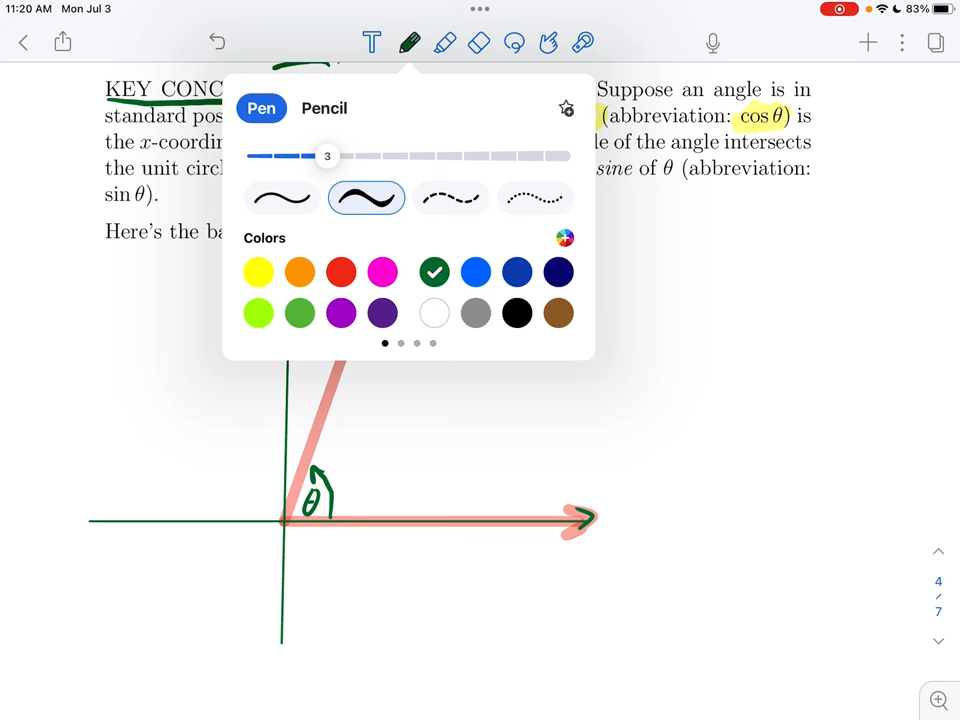 11:20 AM Mon Jul 3 83%
T
KEY CONC Suppose an angle is in
standard pos (abbreviation: cos θ) is
the x-coordin le of the angle intersects
the unit circl sine of θ (abbreviation:
sin θ).
Here's the ba
Pen Pencil
3
Colors
θ
4
/
7